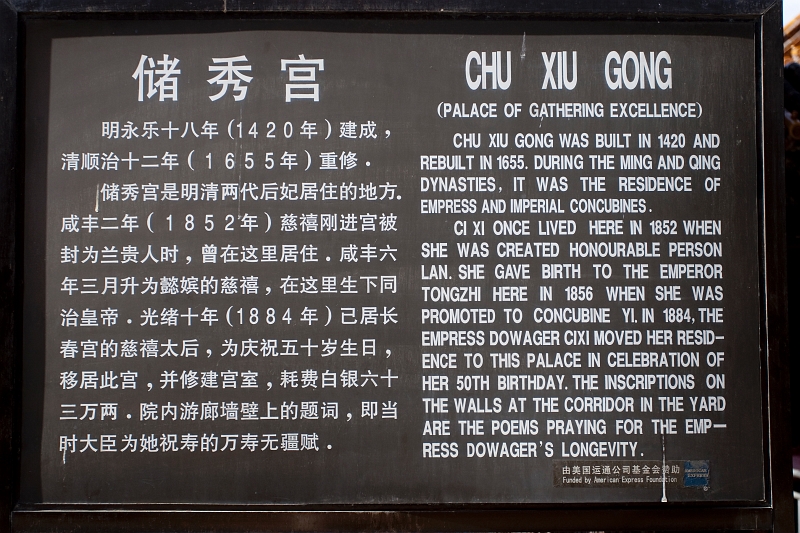 储秀宫
明永乐十八年(1420年)建成，
清顺治十二年(1655年)重修．
储秀宫是明清两代后妃居住的地方．
咸丰二年(1852年)慈禧刚进宫被
封为兰贵人时，曾在这里居住．咸丰六
年三月升为懿嫔的慈禧，在这里生下同
治皇帝．光绪十年(1884年)已居长
春宫的慈禧太后，为庆祝五十岁生日，
移居此宫，并修建宫室，耗费白银六十
三万两．院内游廊墙壁上的题词，即当
时大臣为她祝寿的万寿无疆赋．
CHU XIU GONG
(PALACE OF GATHERING EXCELLENCE)
CHU XIU GONG WAS BUILT IN 1420 AND
REBUILT IN 1655. DURING THE MING AND QING
DYNASTIES, IT WAS THE RESIDENCE OF
EMPRESS AND IMPERIAL CONCUBINES.
CI XI ONCE LIVED HERE IN 1852 WHEN
SHE WAS CREATED HONOURABLE PERSON
LAN. SHE GAVE BIRTH TO THE EMPEROR
TONGZHI HERE IN 1856 WHEN SHE WAS
PROMOTED TO CONCUBINE YI. IN 1884, THE
EMPRESS DOWAGER CIXI MOVED HER RESID-
ENCE TO THIS PALACE IN CELEBRATION OF
HER 50TH BIRTHDAY. THE INSCRIPTIONS ON
THE WALLS AT THE CORRIDOR IN THE YARD
ARE THE POEMS PRAYING FOR THE EMP-
RESS DOWAGER'S LONGEVITY.
由美国运通公司基金会赞助
Funded by American Express Foundation
AMERICAN EXPRESS